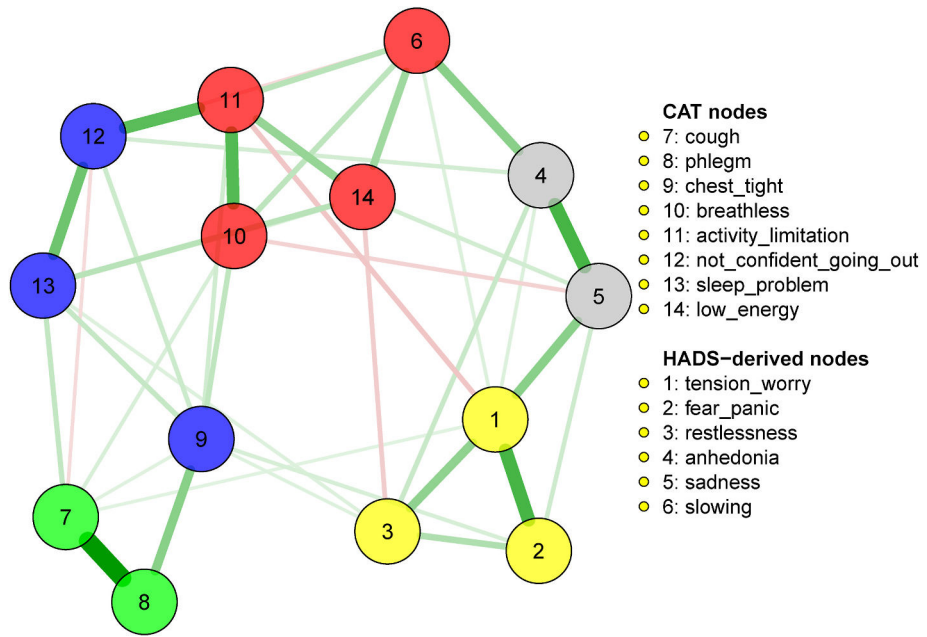 6
11
12
4
14
10
13
5
1
9
7
3
2
8
CAT nodes
7: cough
8: phlegm
9: chest_tight
10: breathless
11: activity_limitation
12: not_confident_going_out
13: sleep_problem
14: low_energy
HADS-derived nodes
1: tension_worry
2: fear_panic
3: restlessness
4: anhedonia
5: sadness
6: slowing